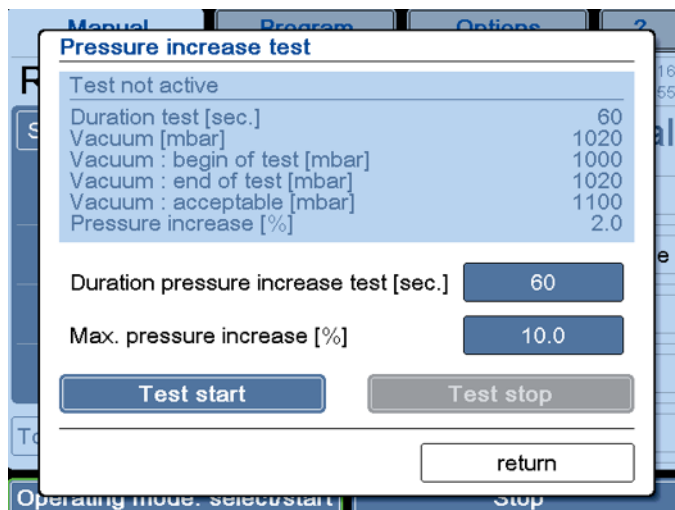 Manual Program Options ?
Pressure increase test
Test not active
Duration test [sec.] 60
Vacuum [mbar] 1020
Vacuum : begin of test [mbar] 1000
Vacuum : end of test [mbar] 1020
Vacuum : acceptable [mbar] 1100
Pressure increase [%] 2.0
Duration pressure increase test [sec.] 60
Max. pressure increase [%] 10.0
Test start Test stop
return
Operating mode: select/start Stop